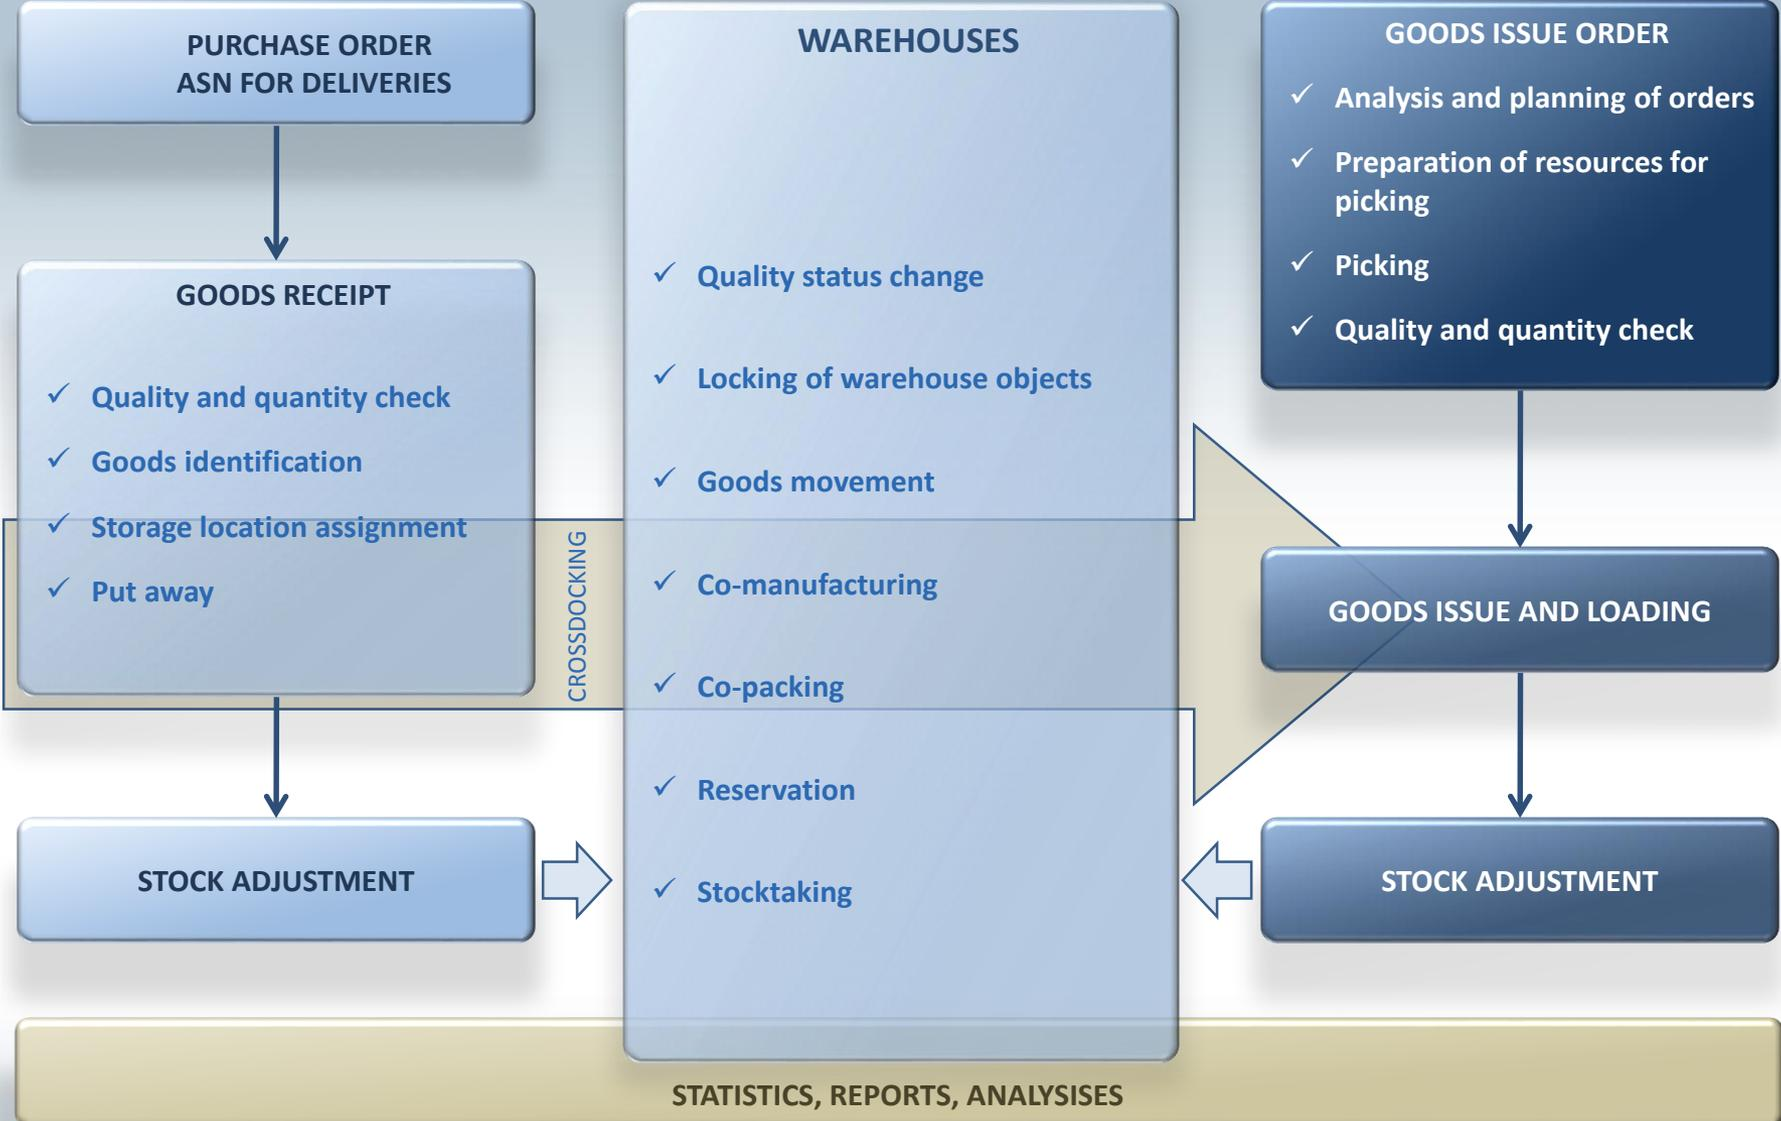 PURCHASE ORDER
ASN FOR DELIVERIES
GOODS RECEIPT
✓ Quality and quantity check
✓ Goods identification
✓ Storage location assignment
✓ Put away
STOCK ADJUSTMENT
CROSSDOCKING
WAREHOUSES
✓ Quality status change
✓ Locking of warehouse objects
✓ Goods movement
✓ Co-manufacturing
✓ Co-packing
✓ Reservation
✓ Stocktaking
GOODS ISSUE ORDER
✓ Analysis and planning of orders
✓ Preparation of resources for
picking
✓ Picking
✓ Quality and quantity check
GOODS ISSUE AND LOADING
STOCK ADJUSTMENT
STATISTICS, REPORTS, ANALYSISES